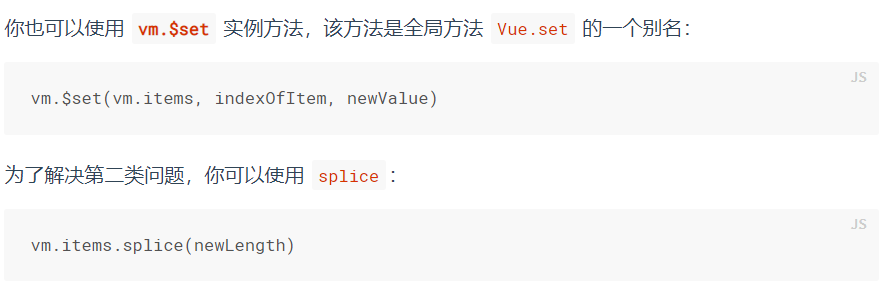 你也可以使用 vm.$set 实例方法，该方法是全局方法 Vue.set 的一个别名：
JS
vm.$set(vm.items, indexOfItem, newValue)
为了解决第二类问题，你可以使用 splice：
JS
vm.items.splice(newLength)